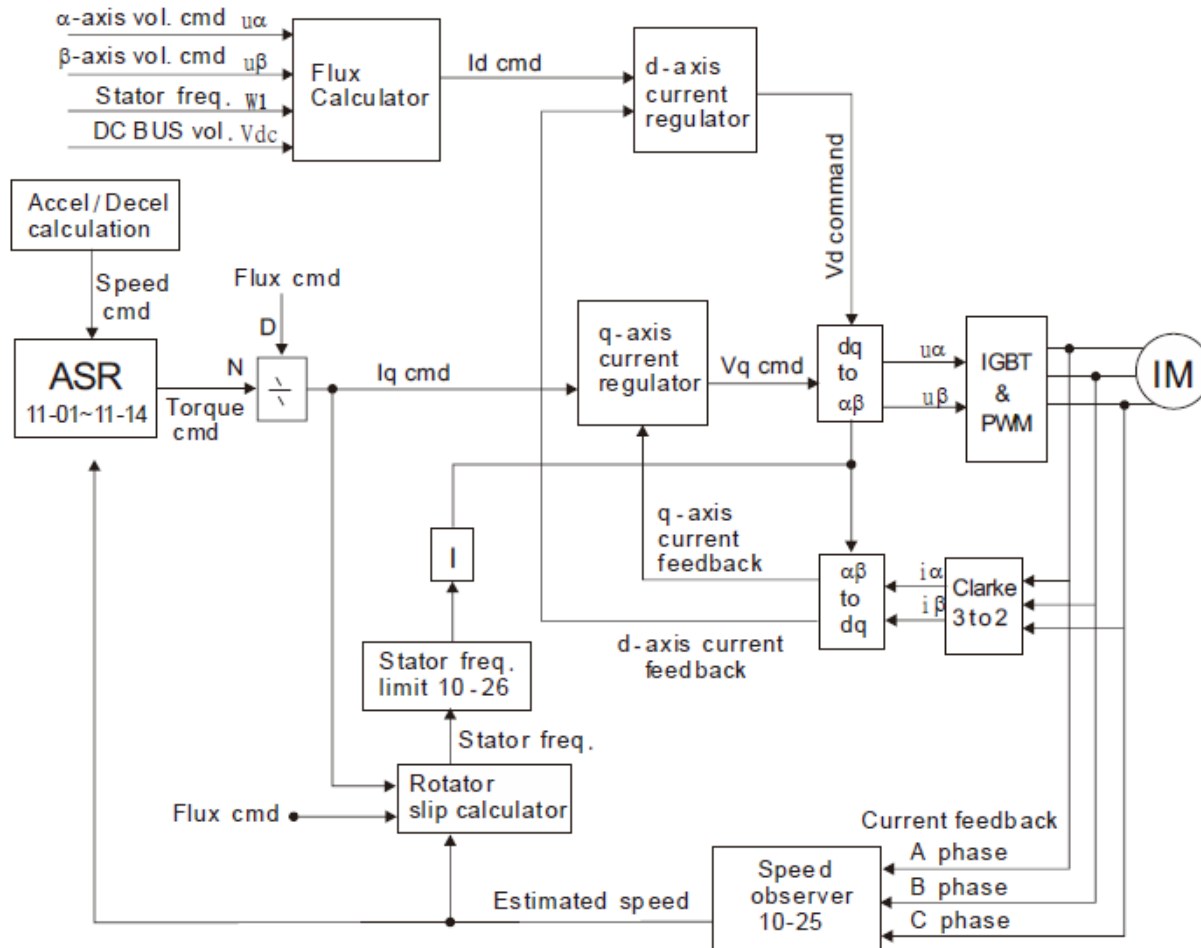 α-axis vol. cmd uα
β-axis vol. cmd uβ
Stator freq. W1
DC BUS vol. Vdc
Flux
Calculator
Id cmd
d-axis
current
regulator
Vd command
Accel/Decel
calculation
Speed
cmd
Flux cmd
D
N
ASR
11-01~11-14
Torque
cmd
Iq cmd
q-axis
current
regulator
Vq cmd
dq
to
αβ
uα
uβ
IGBT
&
PWM
IM
q-axis
current
feedback
I
αβ
to
dq
iα
iβ
Clarke
3 to 2
d-axis current
feedback
Stator freq.
limit 10-26
Stator freq.
Rotator
slip calculator
Flux cmd
Current feedback
A phase
B phase
C phase
Speed
observer
10-25
Estimated speed